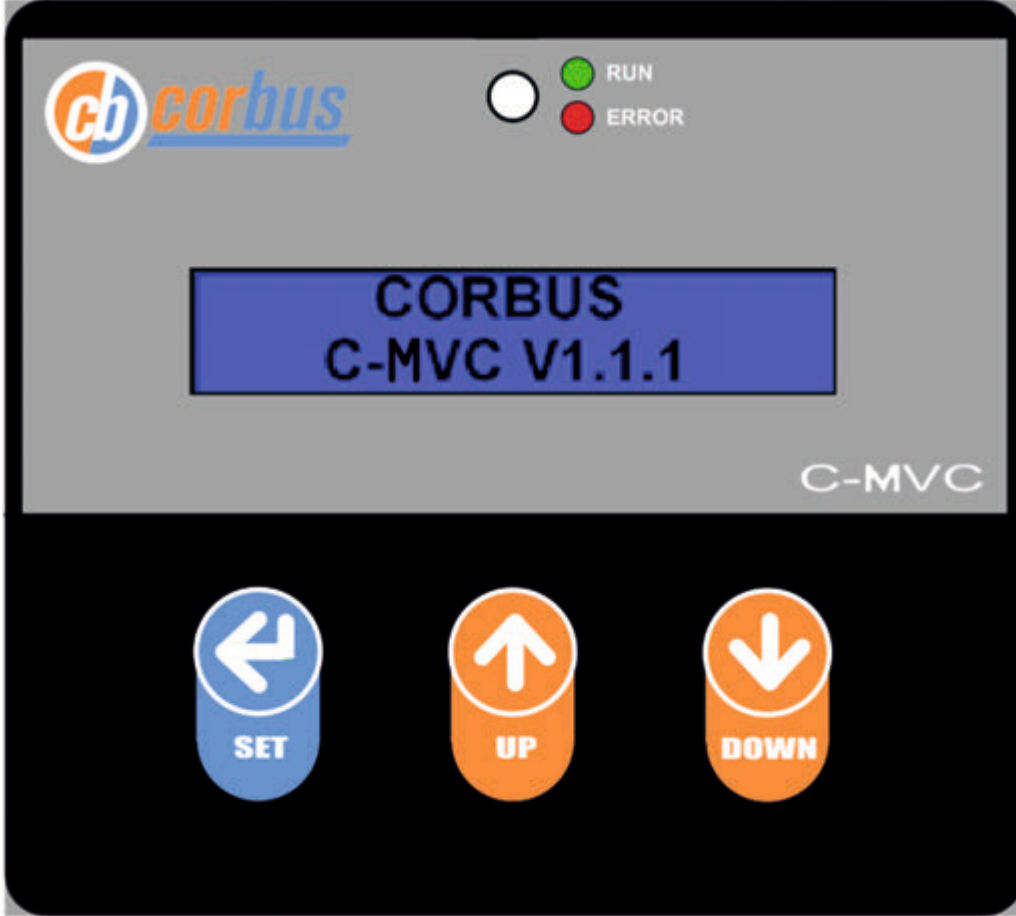 cb corbus
RUN
ERROR
CORBUS
C-MVC V1.1.1
C-MVC
SET
UP
DOWN